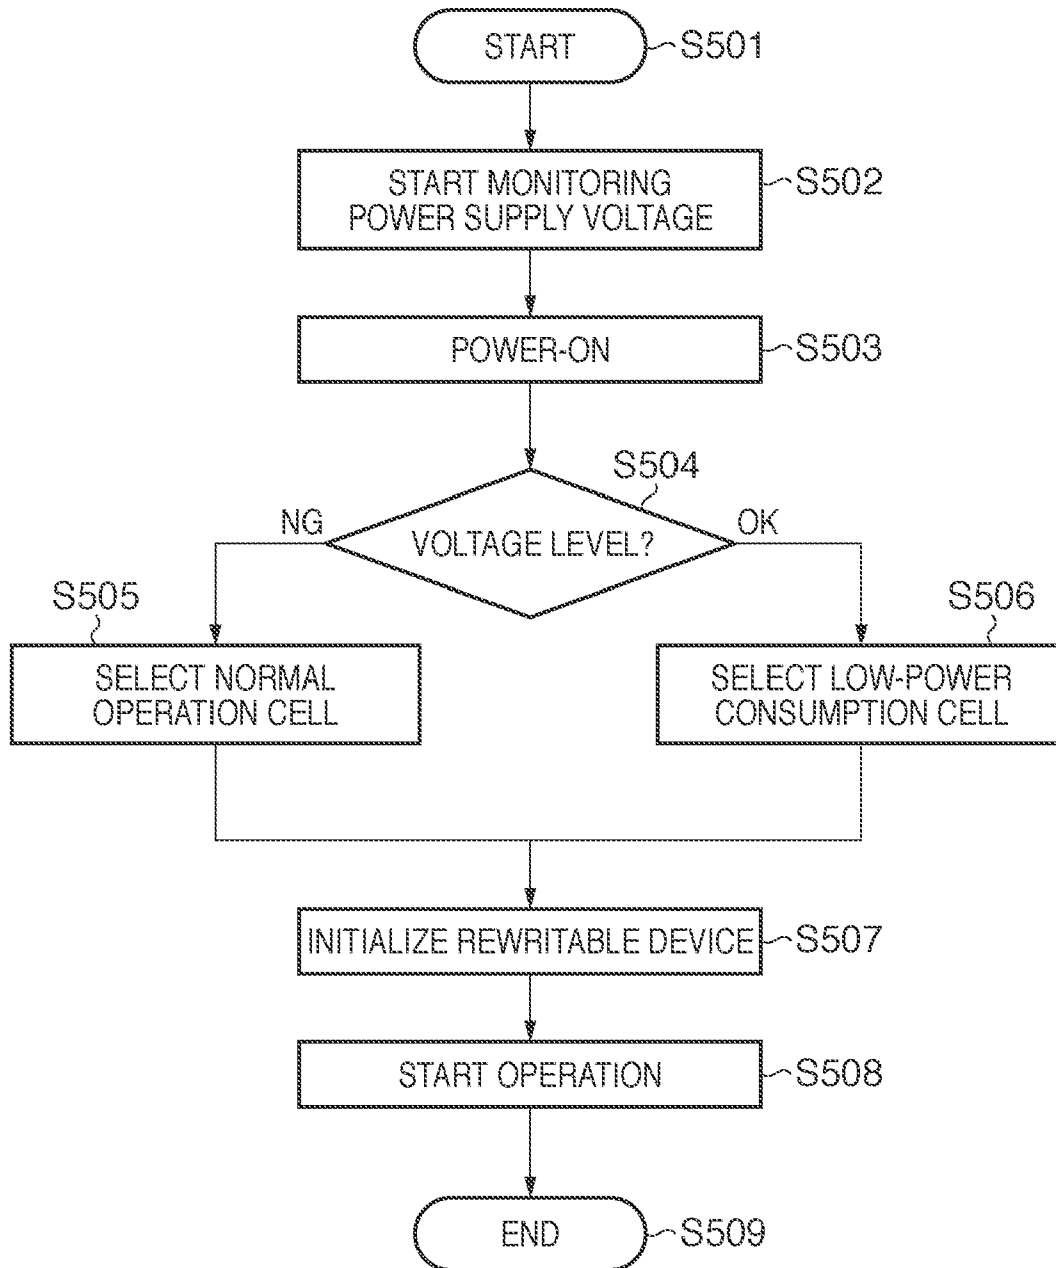 START
S501
START MONITORING
POWER SUPPLY VOLTAGE
S502
POWER-ON
S503
S504
VOLTAGE LEVEL?
NG
OK
S505
SELECT NORMAL
OPERATION CELL
S506
SELECT LOW-POWER
CONSUMPTION CELL
INITIALIZE REWRITABLE DEVICE
S507
START OPERATION
S508
END
S509